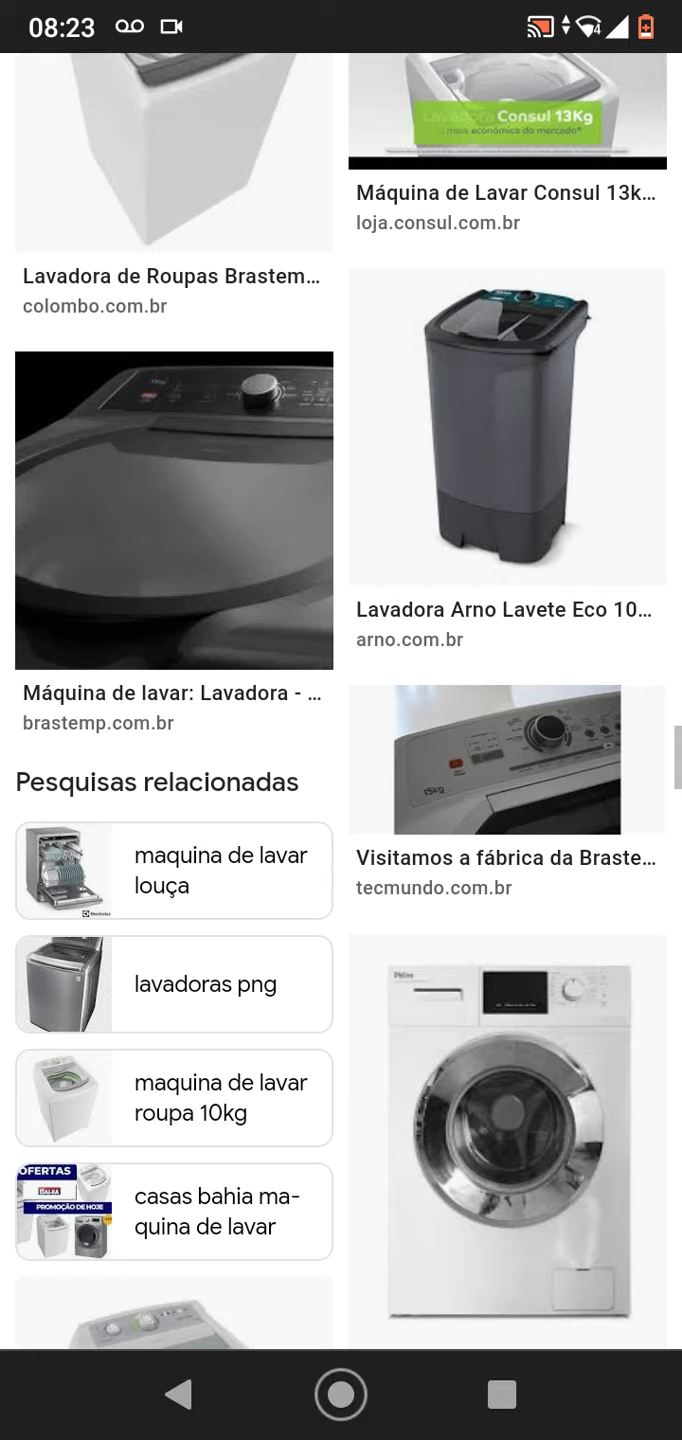 08:23
Lavadora Consul 13Kg
mais econômica do mercado*
Máquina de Lavar Consul 13k...
loja.consul.com.br
Lavadora de Roupas Brastem...
colombo.com.br
Lavadora Arno Lavete Eco 10...
arno.com.br
Máquina de lavar: Lavadora - ...
brastemp.com.br
15kg
Visitamos a fábrica da Braste...
tecmundo.com.br
Pesquisas relacionadas
maquina de lavar
louça
Electrolux
lavadoras png
maquina de lavar
roupa 10kg
OFERTAS
PROMOÇÃO DE HOJE
casas bahia ma-
quina de lavar
Philco